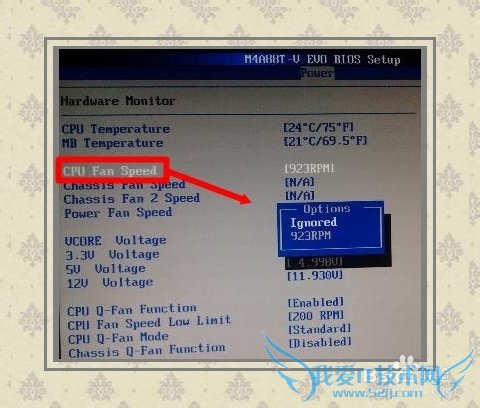 M4A88T-V EVO BIOS Setup
Power
Hardware Monitor
CPU Temperature [24°C/75°F]
MB Temperature [21°C/69.5°F]
CPU Fan Speed [923RPM]
Chassis Fan Speed [N/A]
Chassis Fan 2 Speed [N/A]
Power Fan Speed
Options
Ignored
923RPM
VCORE Voltage
3.3V Voltage
5V Voltage [ 4.998V]
12V Voltage [11.930V]
CPU Q-Fan Function [Enabled]
CPU Fan Speed Low Limit [200 RPM]
CPU Q-Fan Mode [Standard]
Chassis Q-Fan Function [Disabled]
我爱IT技术网